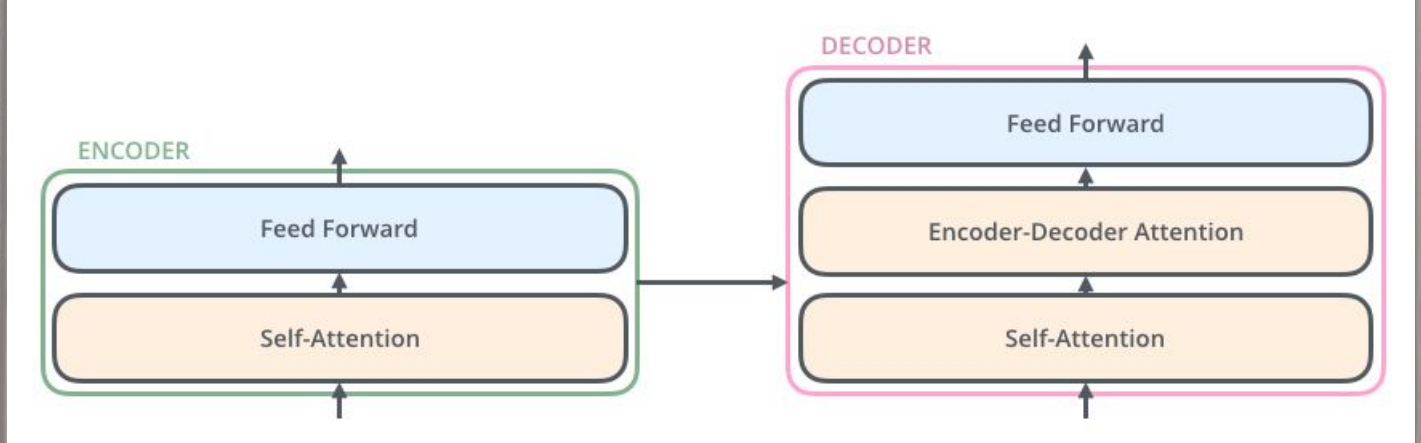 ENCODER
Feed Forward
Self-Attention
DECODER
Feed Forward
Encoder-Decoder Attention
Self-Attention